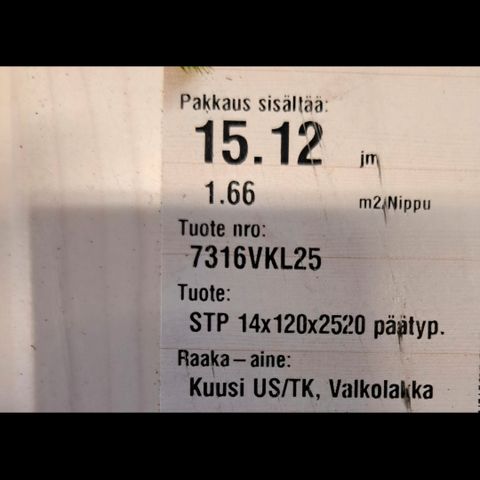 Pakkaus sisältää:
15.12 jm
1.66 m2/Nippu
Tuote nro:
7316VKL25
Tuote:
STP 14x120x2520 päätyp.
Raaka-aine:
Kuusi US/TK, Valkolakka